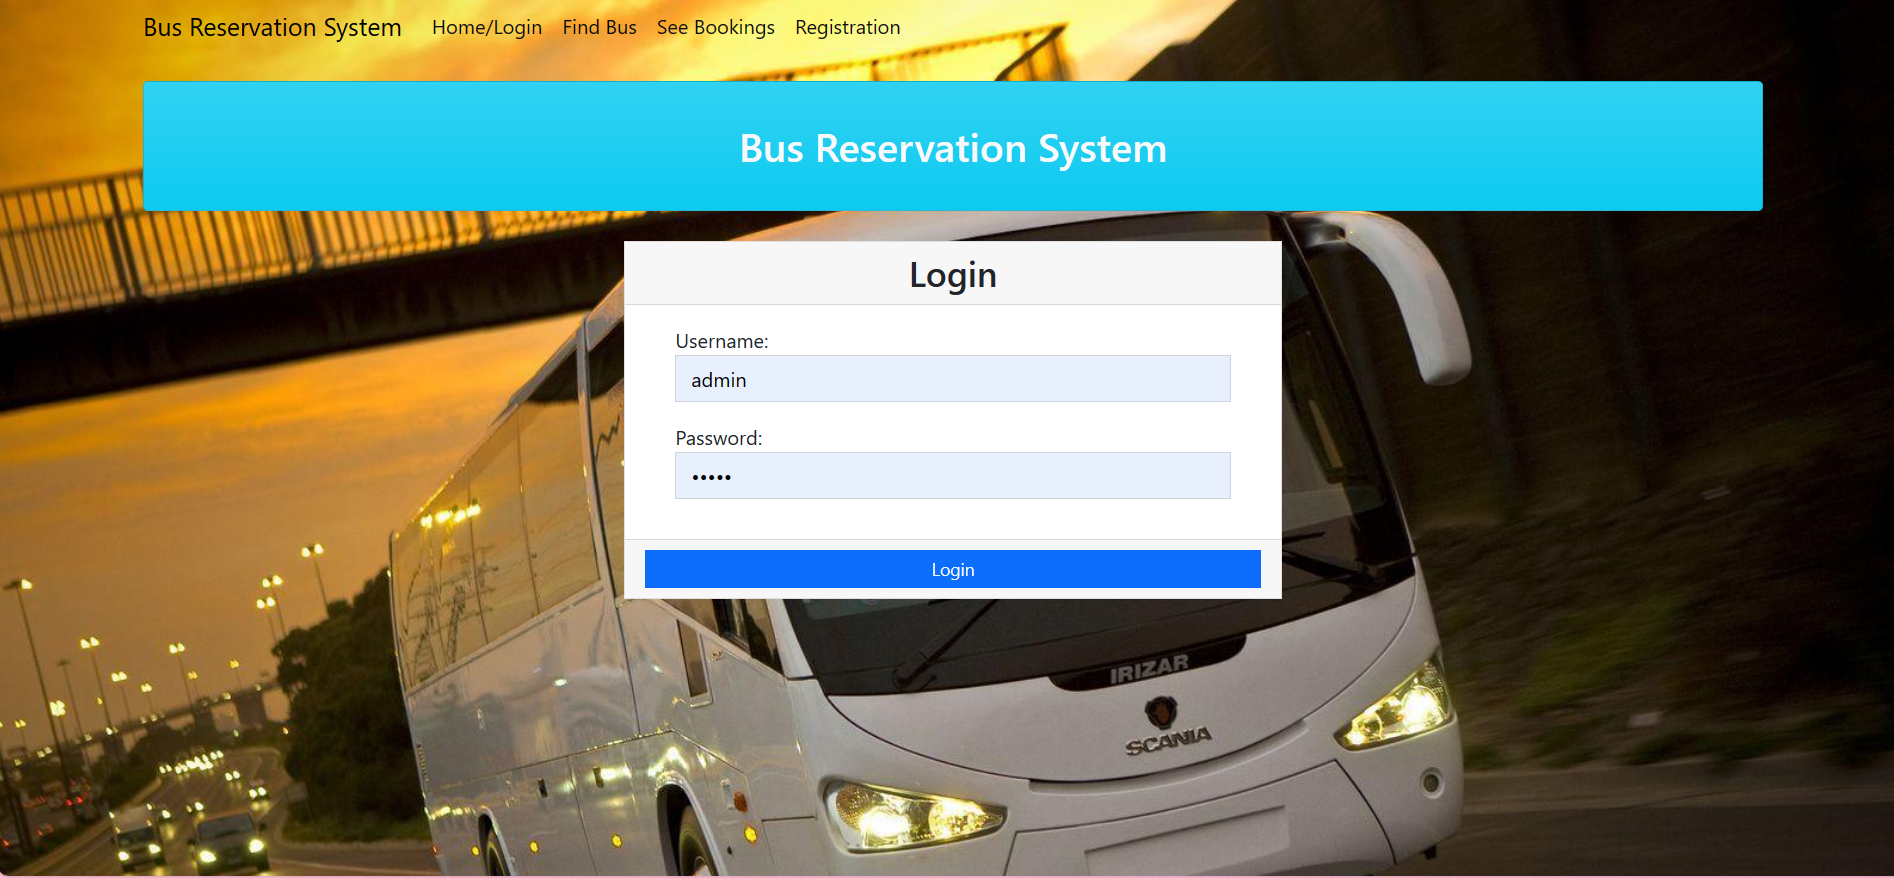 Bus Reservation System Home/Login Find Bus See Bookings Registration
Bus Reservation System
Login
Username:
admin
Password:
•••••
Login
IRIZAR
SCANIA